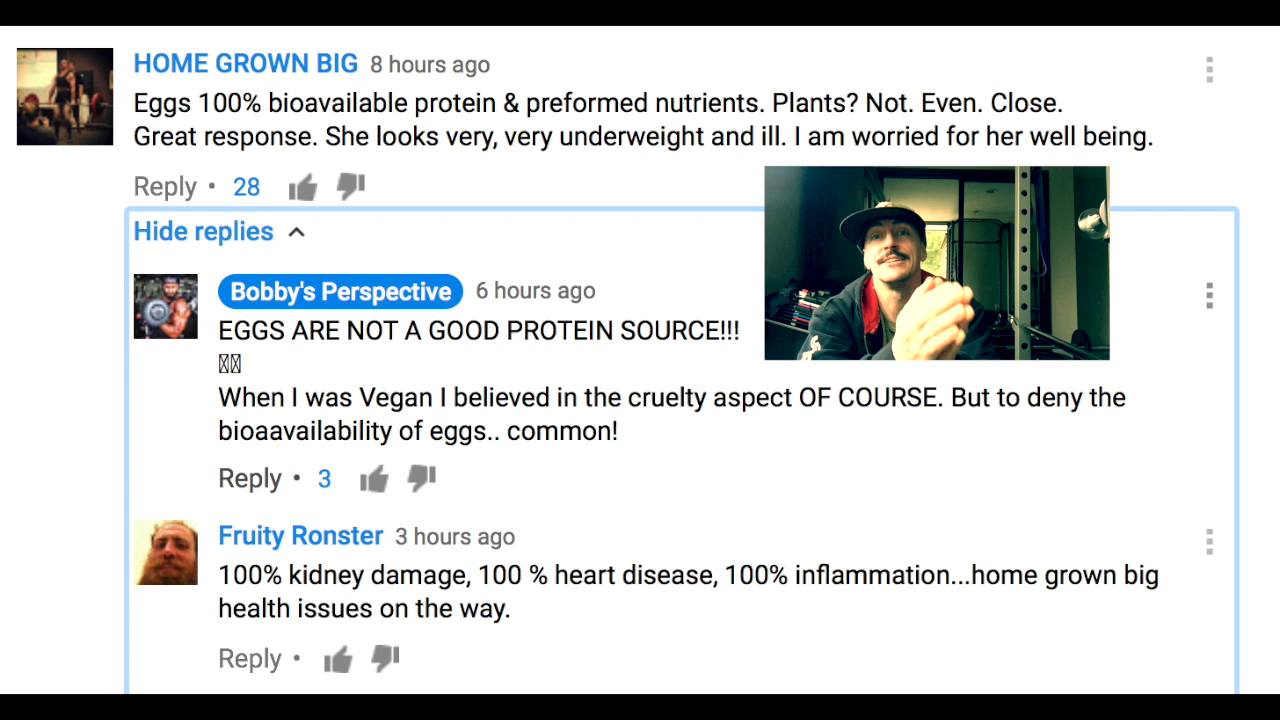 HOME GROWN BIG 8 hours ago
Eggs 100% bioavailable protein & preformed nutrients. Plants? Not. Even. Close.
Great response. She looks very, very underweight and ill. I am worried for her well being.
Reply • 28
Hide replies
Bobby's Perspective 6 hours ago
EGGS ARE NOT A GOOD PROTEIN SOURCE!!!
When I was Vegan I believed in the cruelty aspect OF COURSE. But to deny the
bioaavailability of eggs.. common!
Reply • 3
Fruity Ronster 3 hours ago
100% kidney damage, 100 % heart disease, 100% inflammation...home grown big
health issues on the way.
Reply •